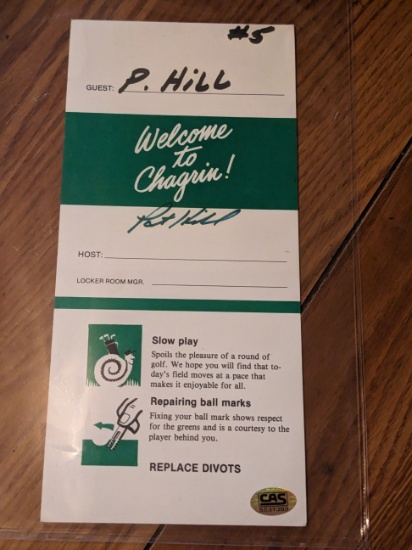 #5
GUEST: P. HiLL
Welcome
to
Chagrin!
Pat Hill
HOST:
LOCKER ROOM MGR.
Slow play
Spoils the pleasure of a round of
golf. We hope you will find that to-
day's field moves at a pace that
makes it enjoyable for all.
Repairing ball marks
Fixing your ball mark shows respect
for the greens and is a courtesy to the
player behind you.
REPLACE DIVOTS
CAS